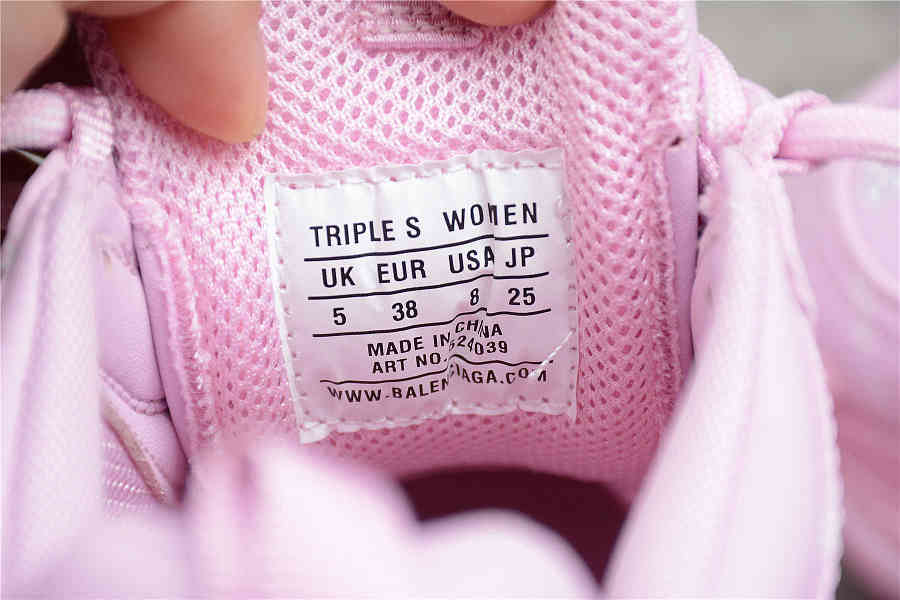 TRIPLE S WOMEN
UK EUR USA JP
5 38 8 25
MADE IN CHINA
ART NO. 524039
WWW.BALENCIAGA.COM